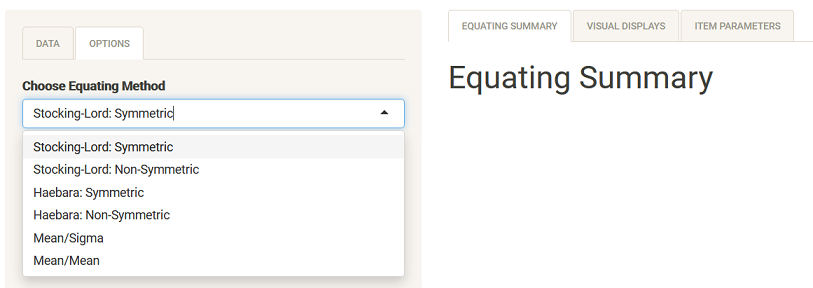 DATA
OPTIONS
Choose Equating Method
Stocking-Lord: Symmetric
Stocking-Lord: Symmetric
Stocking-Lord: Non-Symmetric
Haebara: Symmetric
Haebara: Non-Symmetric
Mean/Sigma
Mean/Mean
EQUATING SUMMARY
VISUAL DISPLAYS
ITEM PARAMETERS
Equating Summary